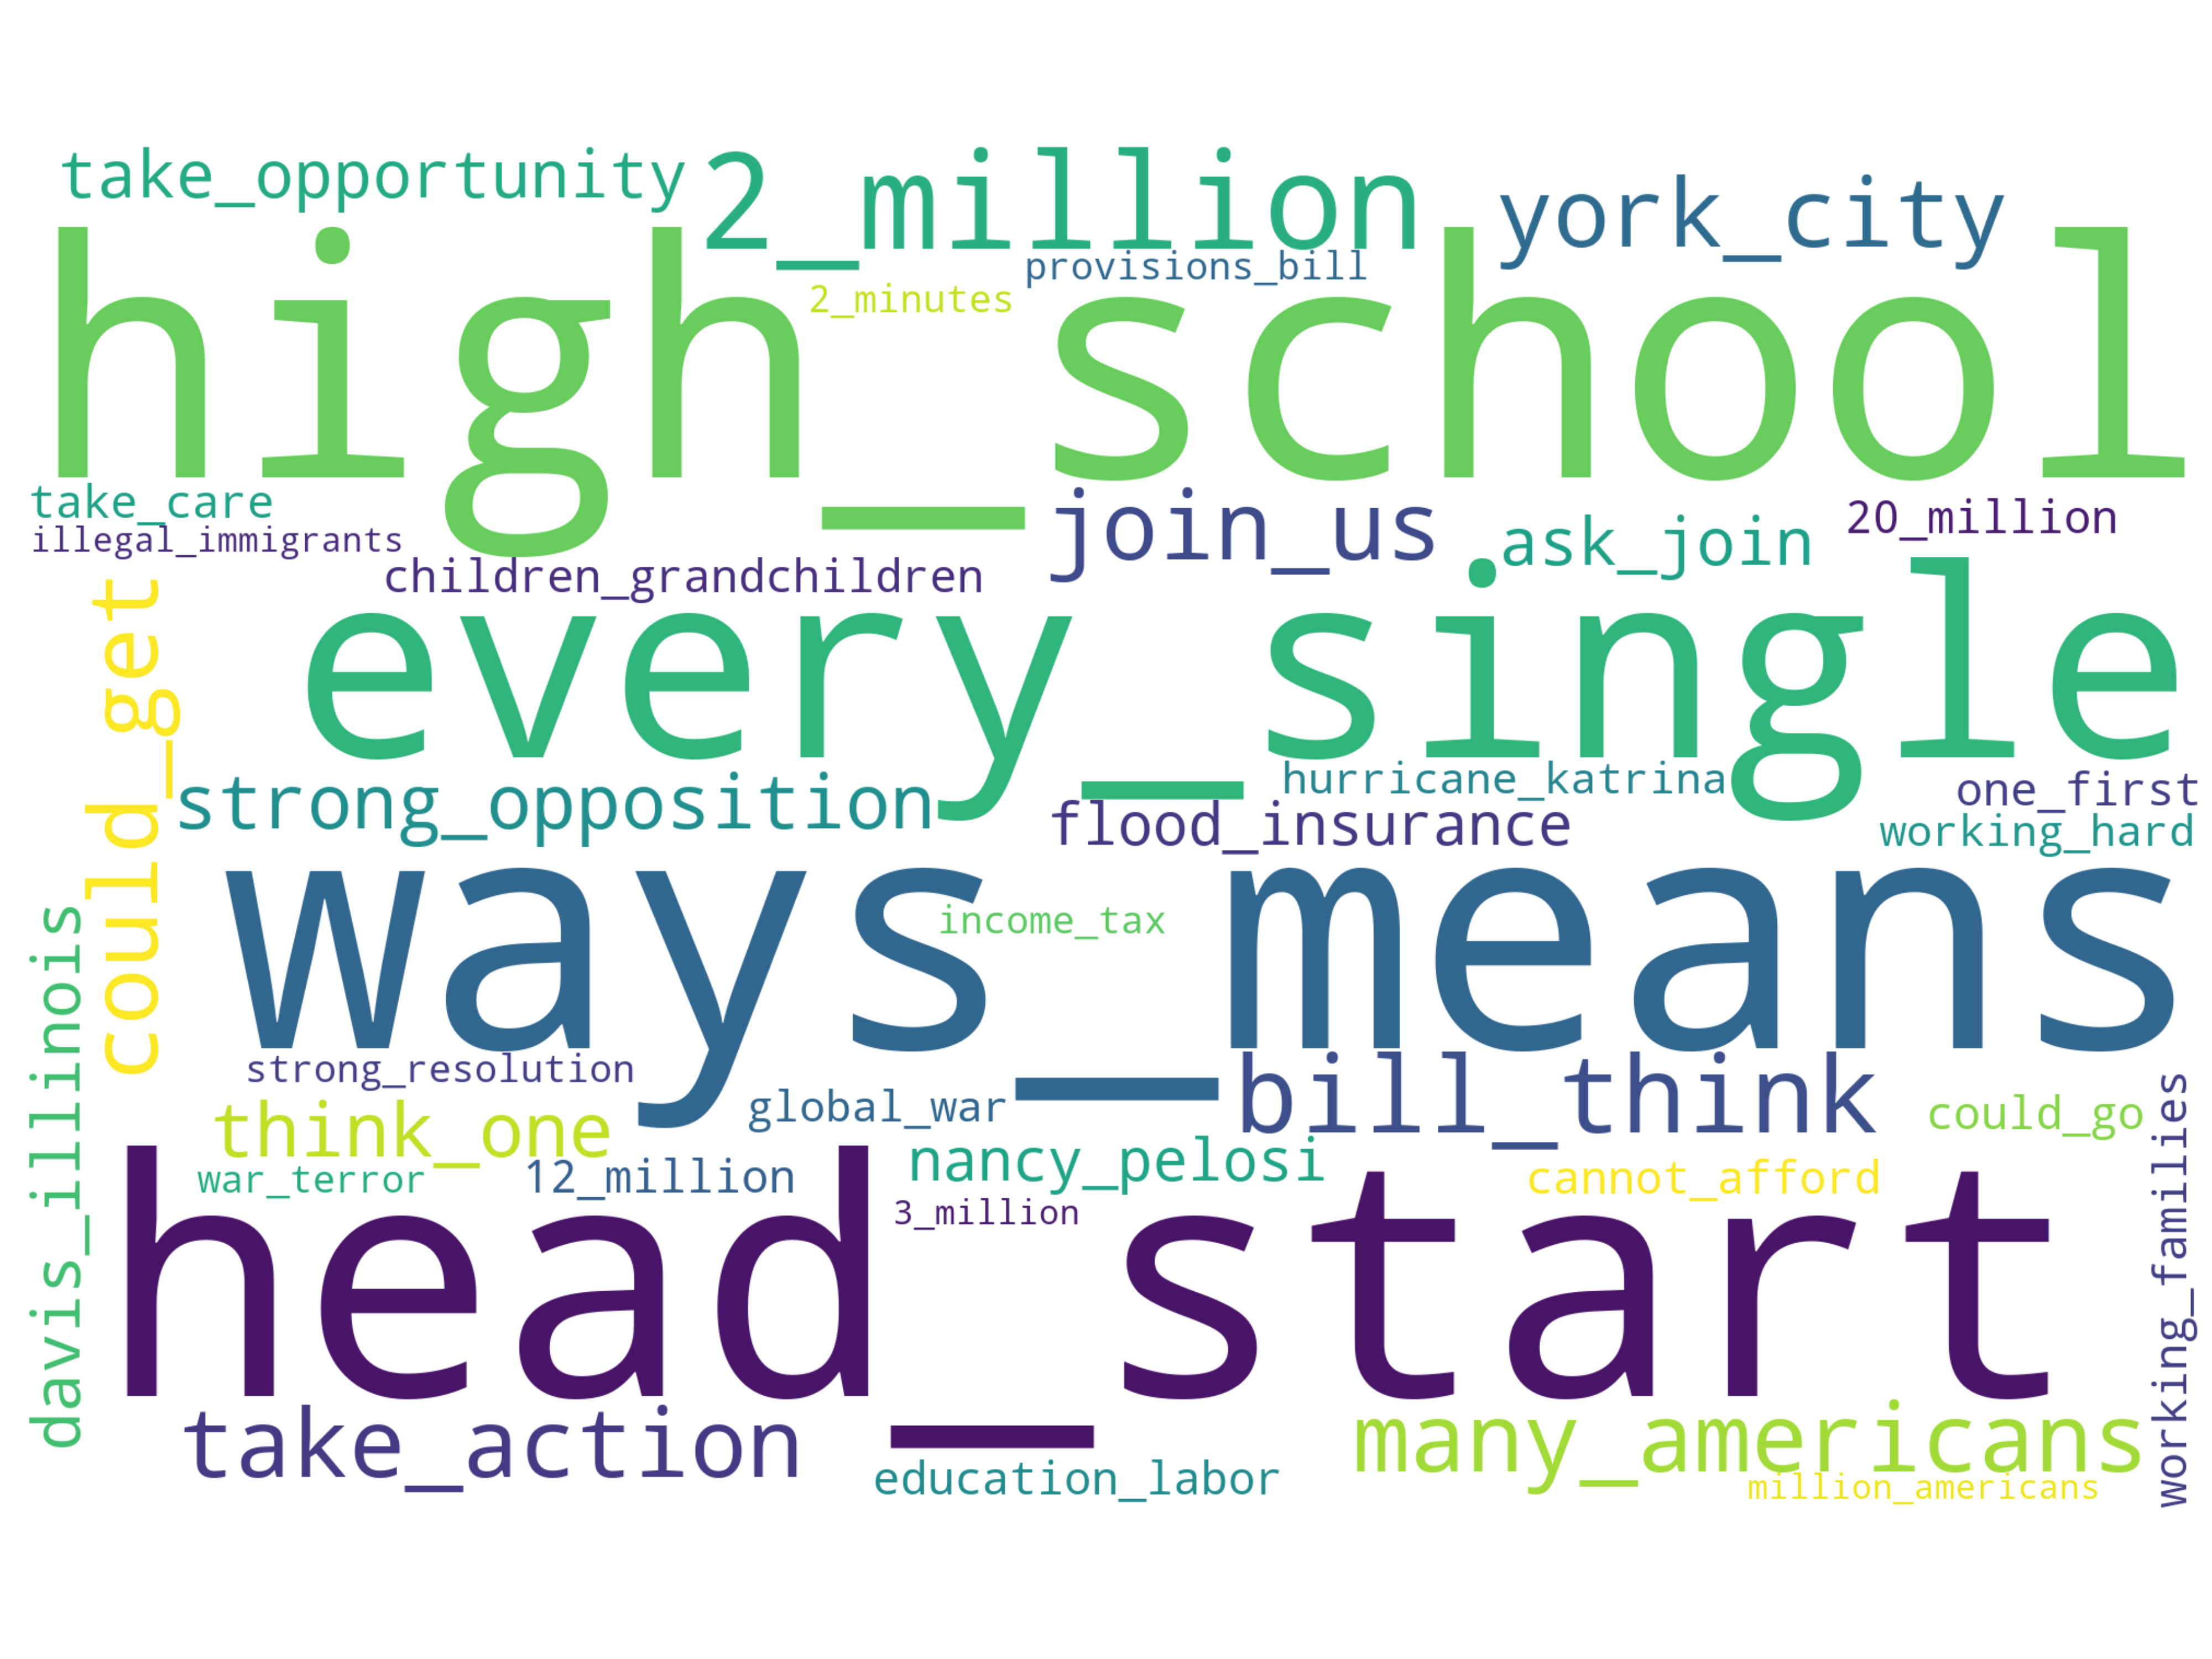 take_opportunity
2_million
york_city
provisions_bill
2_minutes
high_school
take_care
join_us
ask_join
20_million
illegal_immigrants
children_grandchildren
could_get
every_single
strong_opposition
hurricane_katrina
one_first
flood_insurance
working_hard
ways_means
income_tax
davis_illinois
strong_resolution
global_war
bill_think
think_one
could_go
nancy_pelosi
war_terror
12_million
cannot_afford
3_million
working_families
head_start
take_action
many_americans
education_labor
million_americans